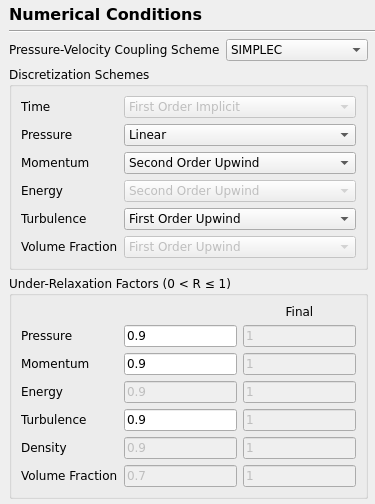 Numerical Conditions
Pressure-Velocity Coupling Scheme SIMPLEC
Discretization Schemes
Time First Order Implicit
Pressure Linear
Momentum Second Order Upwind
Energy Second Order Upwind
Turbulence First Order Upwind
Volume Fraction First Order Upwind
Under-Relaxation Factors (0 < R ≤ 1)
Final
Pressure 0.9 1
Momentum 0.9 1
Energy 0.9 1
Turbulence 0.9 1
Density 0.9 1
Volume Fraction 0.7 1